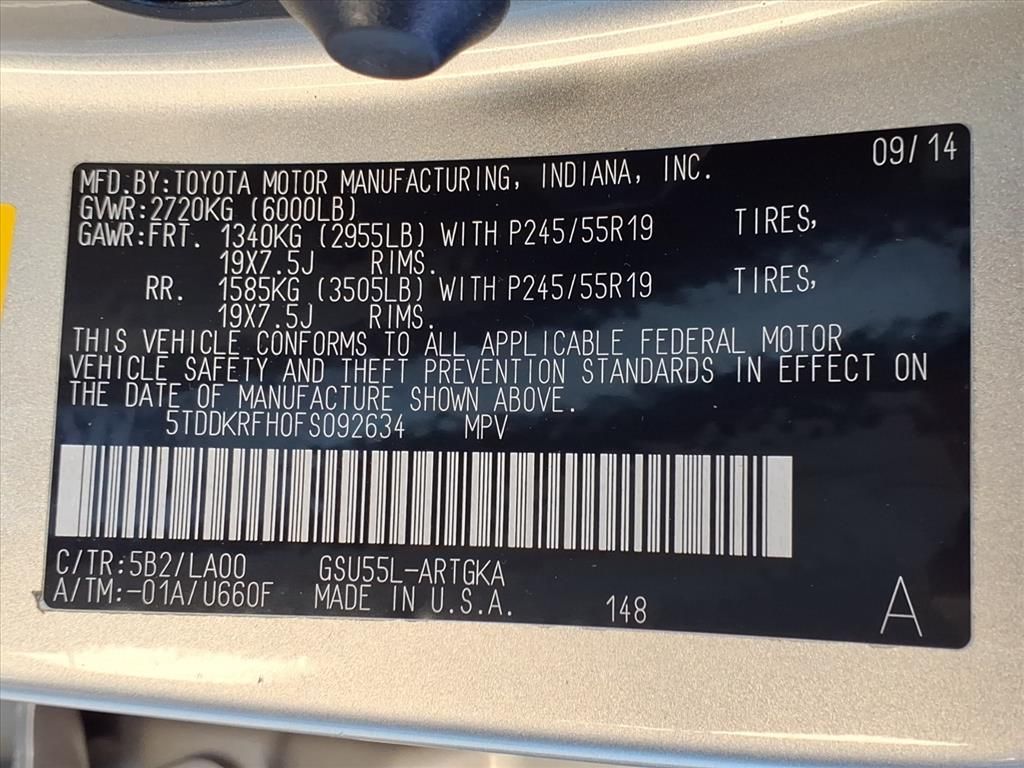 09/14
MFD.BY:TOYOTA MOTOR MANUFACTURING, INDIANA, INC.
GVWR:2720KG (6000LB)
GAWR:FRT. 1340KG (2955LB) WITH P245/55R19 TIRES,
19X7.5J RIMS.
RR. 1585KG (3505LB) WITH P245/55R19 TIRES,
19X7.5J RIMS.
THIS VEHICLE CONFORMS TO ALL APPLICABLE FEDERAL MOTOR
VEHICLE SAFETY AND THEFT PREVENTION STANDARDS IN EFFECT ON
THE DATE OF MANUFACTURE SHOWN ABOVE.
5TDDKRFH0FS092634 MPV
C/TR:5B2/LA00 GSU55L-ARTGKA
A/TM:-01A/U660F MADE IN U.S.A. 148 A